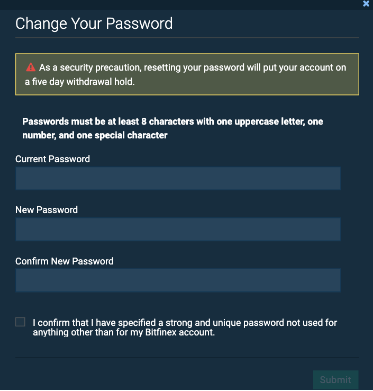 Change Your Password
As a security precaution, resetting your password will put your account on
a five day withdrawal hold.
Passwords must be at least 8 characters with one uppercase letter, one
number, and one special character
Current Password
New Password
Confirm New Password
I confirm that I have specified a strong and unique password not used for
anything other than for my Bitfinex account.
Submit